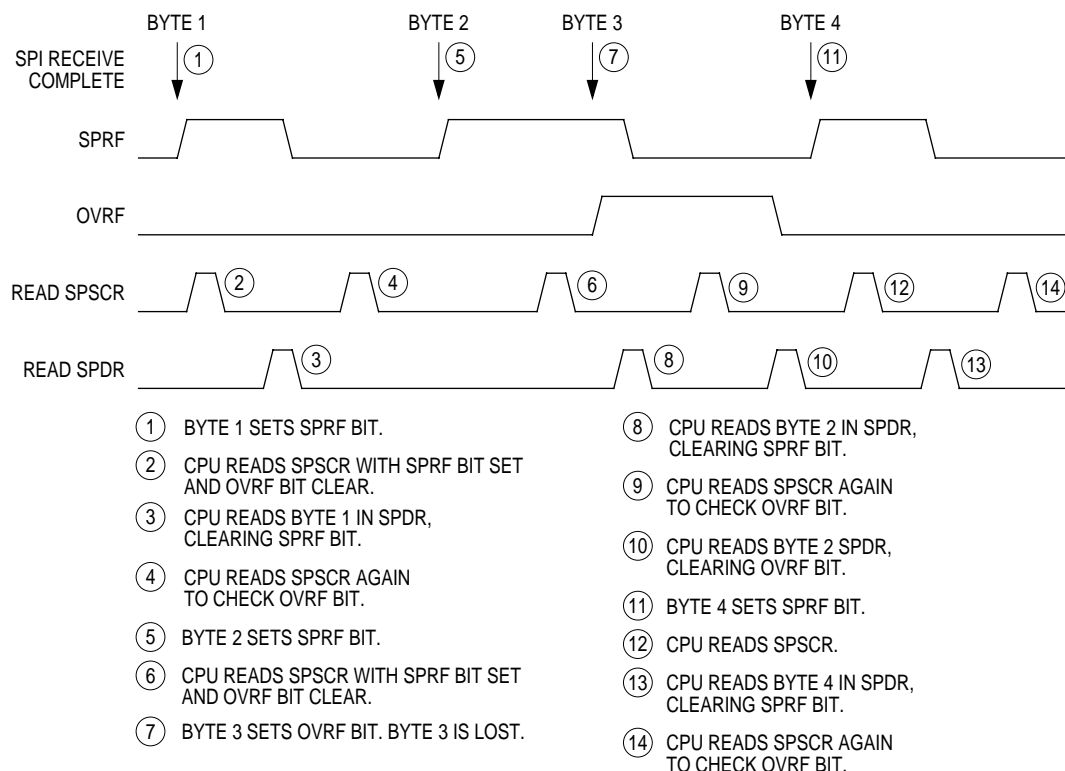 BYTE 1 BYTE 2 BYTE 3 BYTE 4
SPI RECEIVE
COMPLETE
1 5 7 11
SPRF
OVRF
READ SPSCR
2 4 6 9 12 14
READ SPDR
3 8 10 13
1 BYTE 1 SETS SPRF BIT.
2 CPU READS SPSCR WITH SPRF BIT SET
AND OVRF BIT CLEAR.
3 CPU READS BYTE 1 IN SPDR,
CLEARING SPRF BIT.
4 CPU READS SPSCR AGAIN
TO CHECK OVRF BIT.
5 BYTE 2 SETS SPRF BIT.
6 CPU READS SPSCR WITH SPRF BIT SET
AND OVRF BIT CLEAR.
7 BYTE 3 SETS OVRF BIT. BYTE 3 IS LOST.
8 CPU READS BYTE 2 IN SPDR,
CLEARING SPRF BIT.
9 CPU READS SPSCR AGAIN
TO CHECK OVRF BIT.
10 CPU READS BYTE 2 SPDR,
CLEARING OVRF BIT.
11 BYTE 4 SETS SPRF BIT.
12 CPU READS SPSCR.
13 CPU READS BYTE 4 IN SPDR,
CLEARING SPRF BIT.
14 CPU READS SPSCR AGAIN
TO CHECK OVRF BIT.